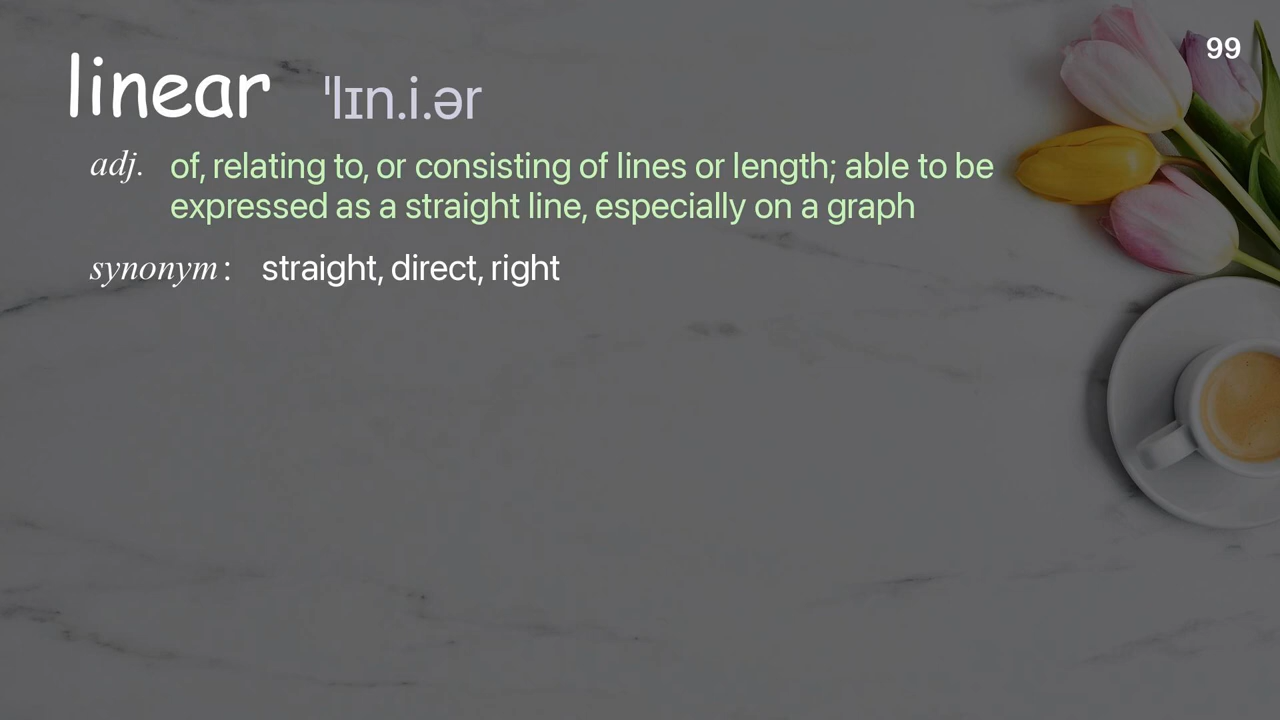 99
linear ˈlɪn.i.ər
adj. of, relating to, or consisting of lines or length; able to be
expressed as a straight line, especially on a graph
synonym: straight, direct, right